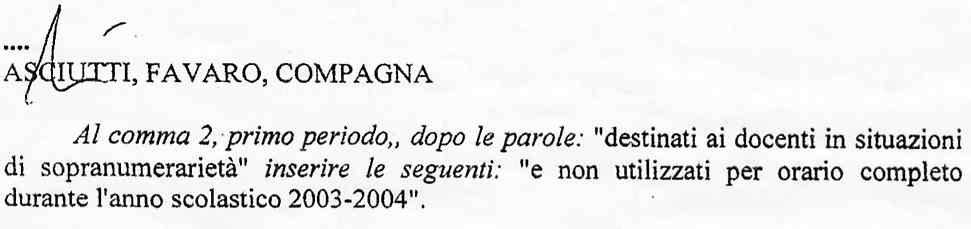 ....
ASCIUTTI, FAVARO, COMPAGNA
Al comma 2, primo periodo,, dopo le parole: "destinati ai docenti in situazioni
di sopranumerarietà" inserire le seguenti: "e non utilizzati per orario completo
durante l'anno scolastico 2003-2004".